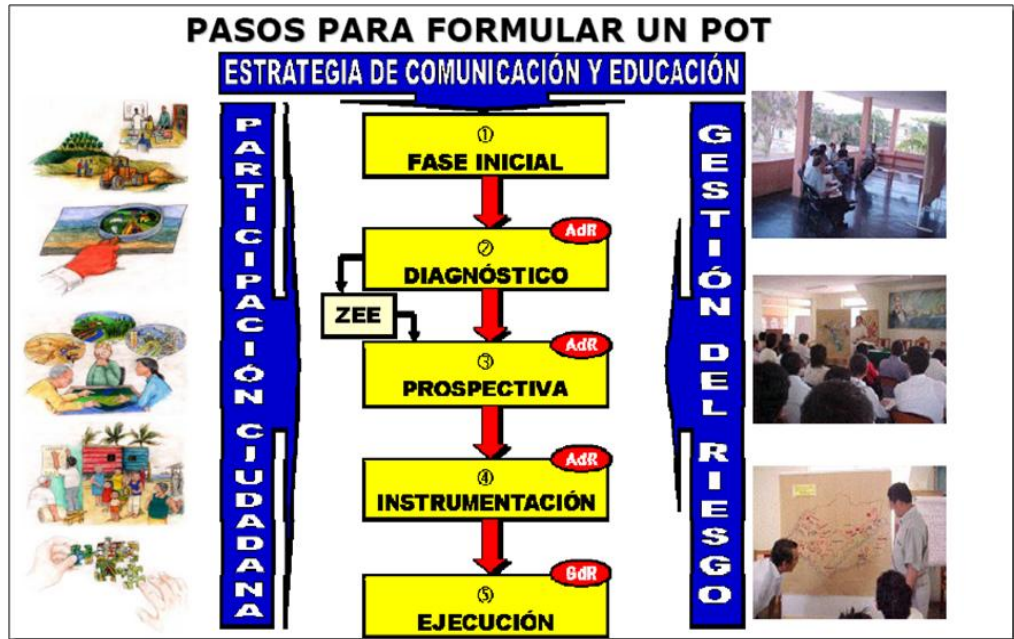 PASOS PARA FORMULAR UN POT
ESTRATEGIA DE COMUNICACIÓN Y EDUCACIÓN
PARTICIPACIÓN CIUDADANA
①
FASE INICIAL
AdR
②
DIAGNÓSTICO
ZEE
AdR
③
PROSPECTIVA
AdR
④
INSTRUMENTACIÓN
GdR
⑤
EJECUCIÓN
GESTIÓN DEL RIESGO